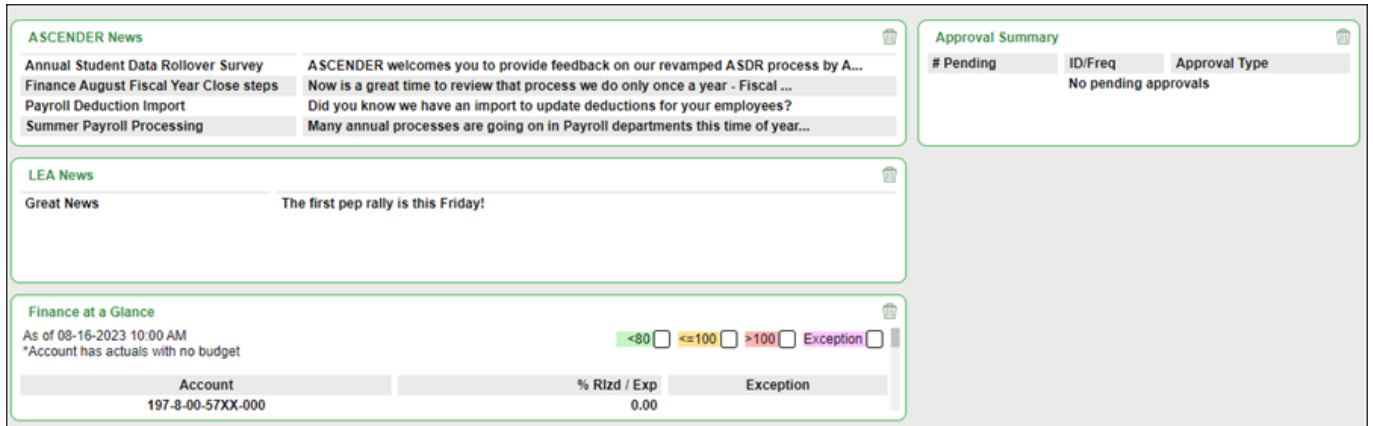 ASCENDER News
Annual Student Data Rollover Survey ASCENDER welcomes you to provide feedback on our revamped ASDR process by A...
Finance August Fiscal Year Close steps Now is a great time to review that process we do only once a year - Fiscal ...
Payroll Deduction Import Did you know we have an import to update deductions for your employees?
Summer Payroll Processing Many annual processes are going on in Payroll departments this time of year...
Approval Summary
# Pending ID/Freq Approval Type
No pending approvals
LEA News
Great News The first pep rally is this Friday!
Finance at a Glance
As of 08-16-2023 10:00 AM
*Account has actuals with no budget
<80 <=100 >100 Exception
Account % Rlzd / Exp Exception
197-8-00-57XX-000 0.00